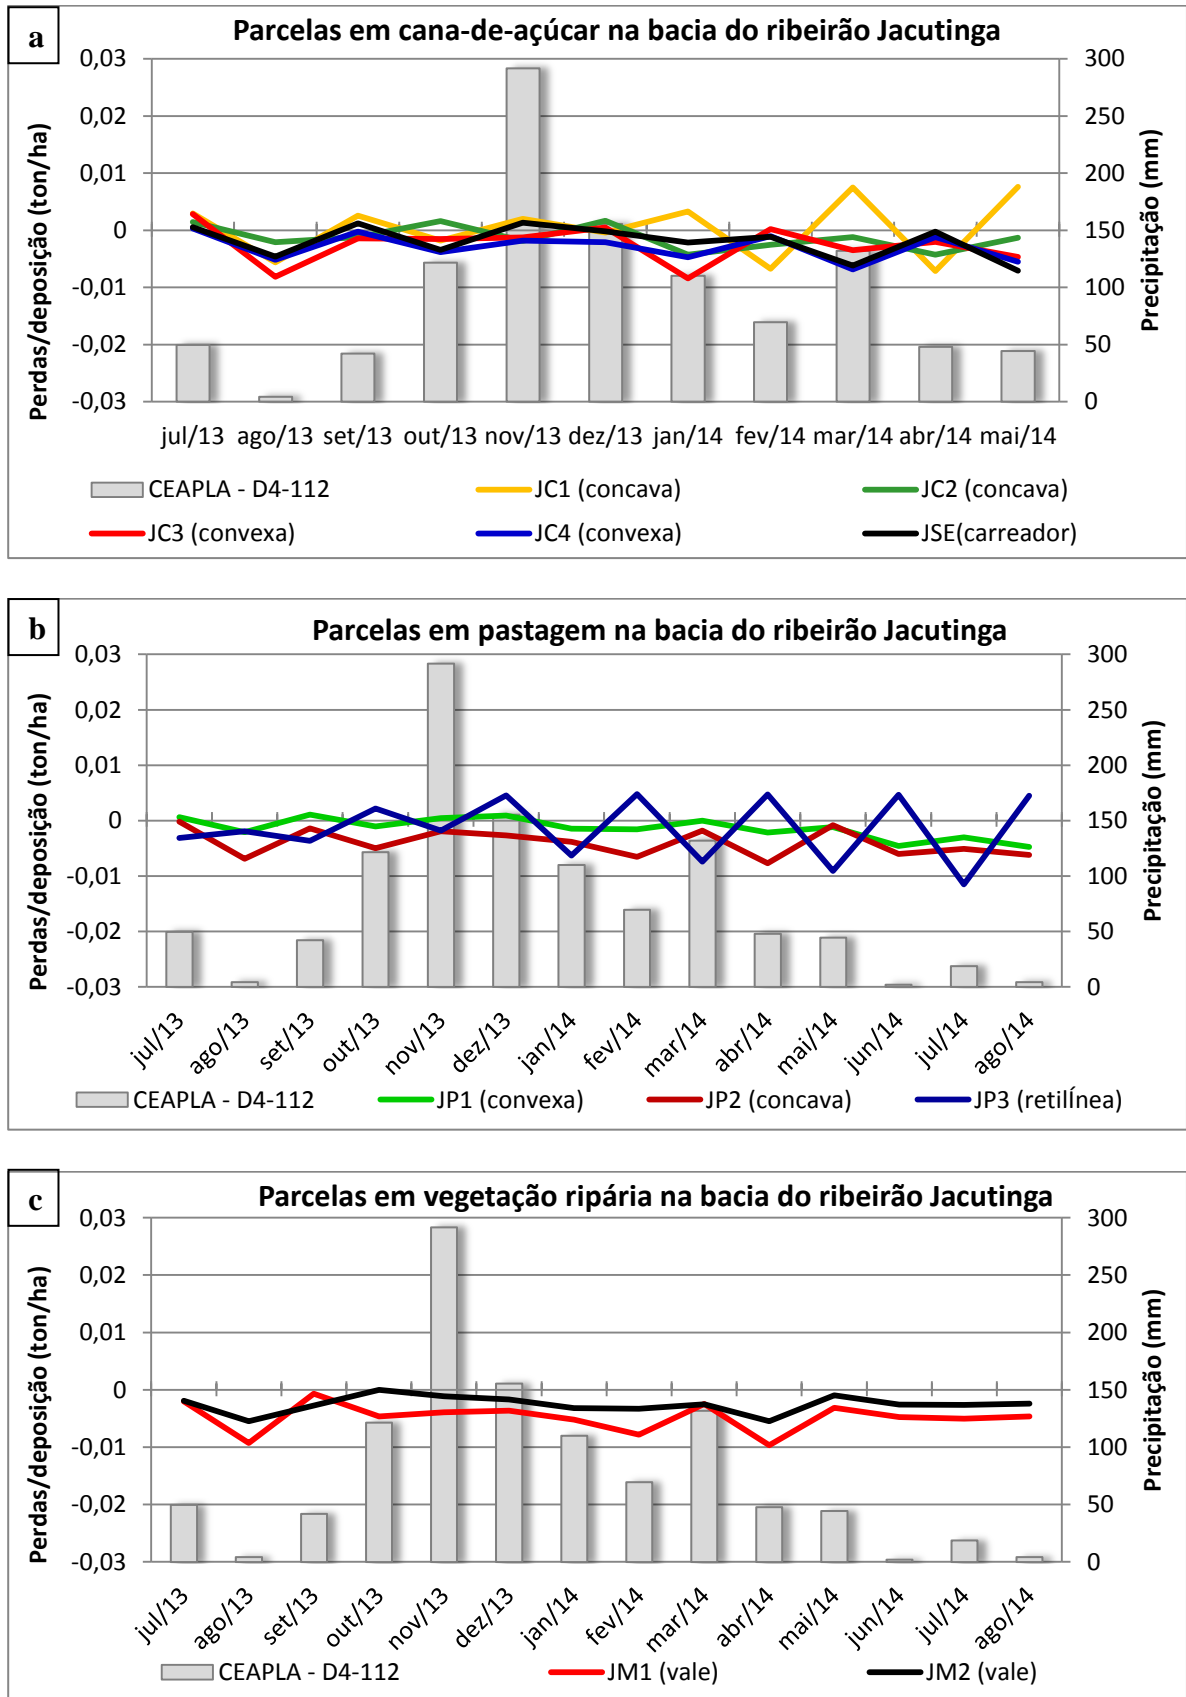 a
Parcelas em cana-de-açúcar na bacia do ribeirão Jacutinga
Perdas/deposição (ton/ha)
0,03
0,02
0,01
0
-0,01
-0,02
-0,03
300
250
200
150
100
50
0
Precipitação (mm)
jul/13 ago/13 set/13 out/13 nov/13 dez/13 jan/14 fev/14 mar/14 abr/14 mai/14
CEAPLA - D4-112 JC1 (concava) JC2 (concava)
JC3 (convexa) JC4 (convexa) JSE(carreador)
b
Parcelas em pastagem na bacia do ribeirão Jacutinga
Perdas/deposição (ton/ha)
0,03
0,02
0,01
0
-0,01
-0,02
-0,03
300
250
200
150
100
50
0
Precipitação (mm)
jul/13 ago/13 set/13 out/13 nov/13 dez/13 jan/14 fev/14 mar/14 abr/14 mai/14 jun/14 jul/14 ago/14
CEAPLA - D4-112 JP1 (convexa) JP2 (concava) JP3 (retilÍnea)
c
Parcelas em vegetação ripária na bacia do ribeirão Jacutinga
Perdas/deposição (ton/ha)
0,03
0,02
0,01
0
-0,01
-0,02
-0,03
300
250
200
150
100
50
0
Precipitação (mm)
jul/13 ago/13 set/13 out/13 nov/13 dez/13 jan/14 fev/14 mar/14 abr/14 mai/14 jun/14 jul/14 ago/14
CEAPLA - D4-112 JM1 (vale) JM2 (vale)